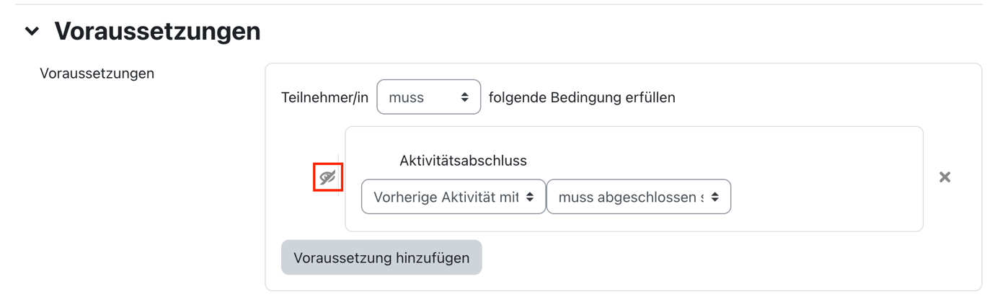 Voraussetzungen
Voraussetzungen
Teilnehmer/in muss folgende Bedingung erfüllen
Aktivitätsabschluss
Vorherige Aktivität mit muss abgeschlossen s
Voraussetzung hinzufügen